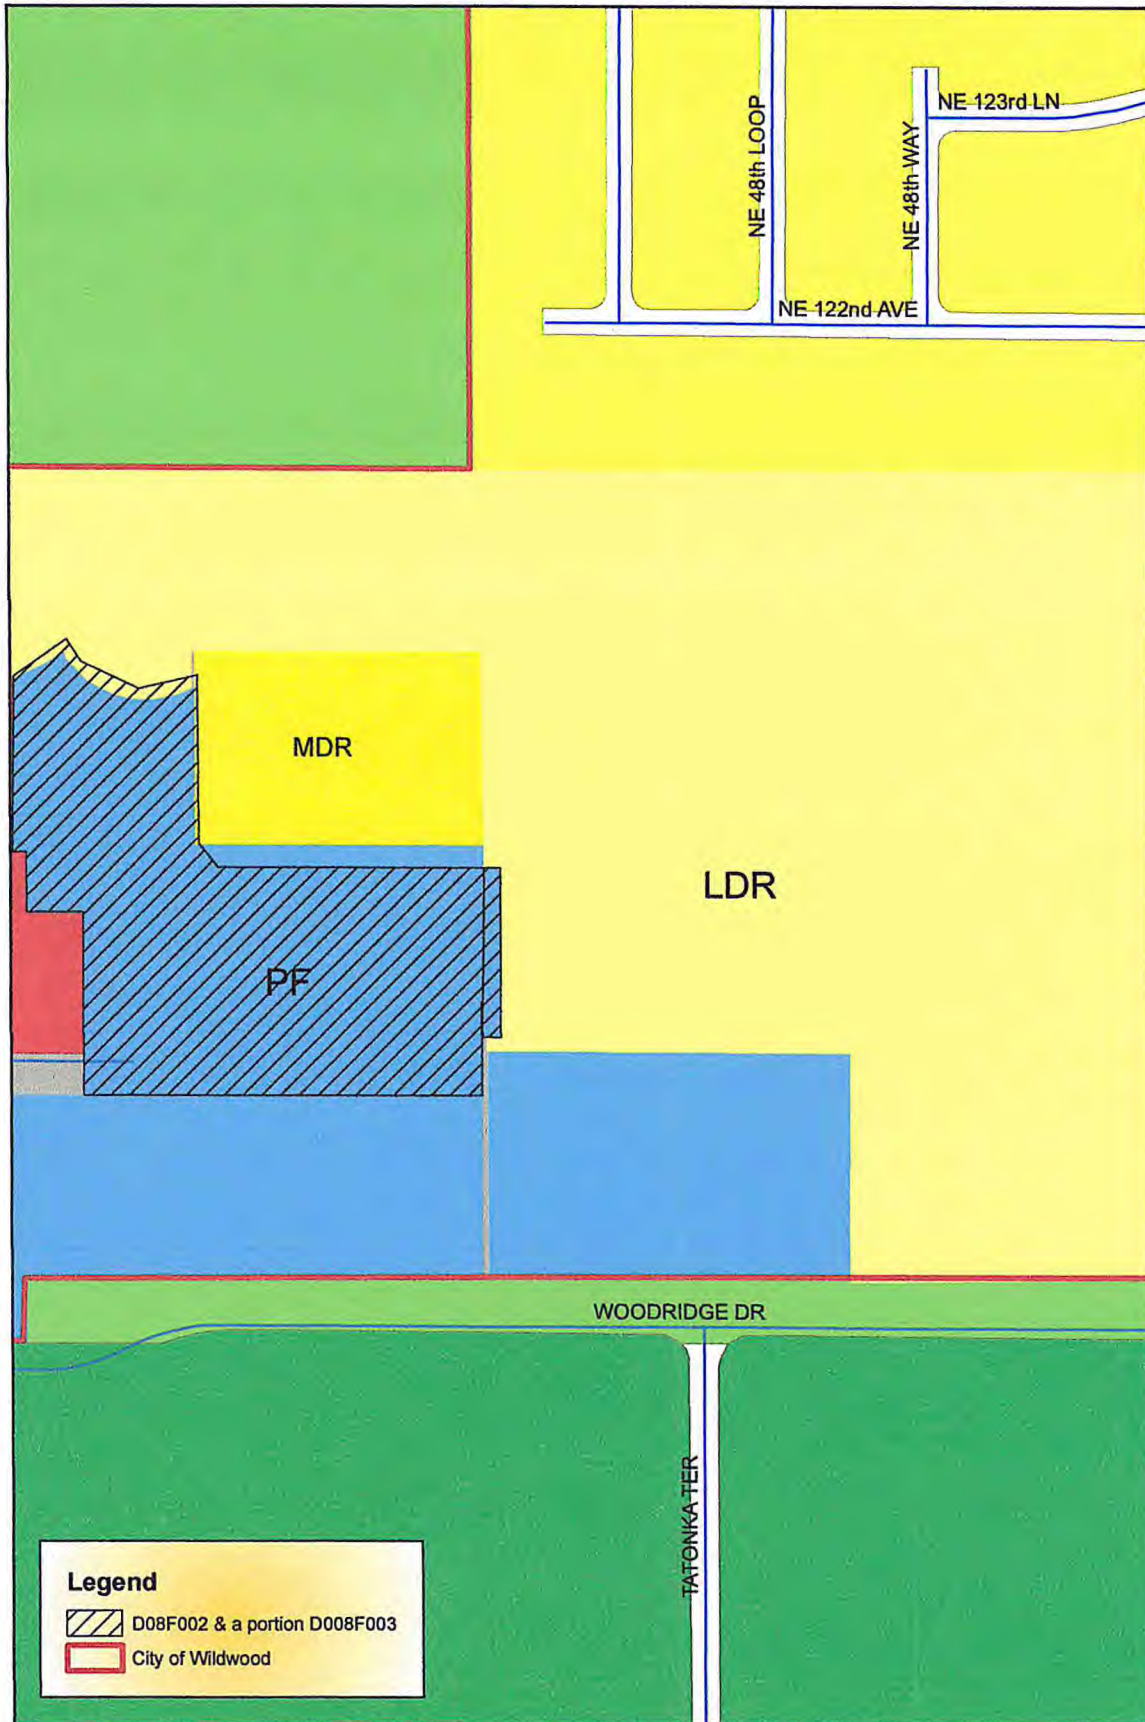 NE 123rd LN
NE 48th LOOP
NE 48th WAY
NE 122nd AVE
MDR
LDR
PF
WOODRIDGE DR
TATONKA TER
Legend
D08F002 & a portion D008F003
City of Wildwood